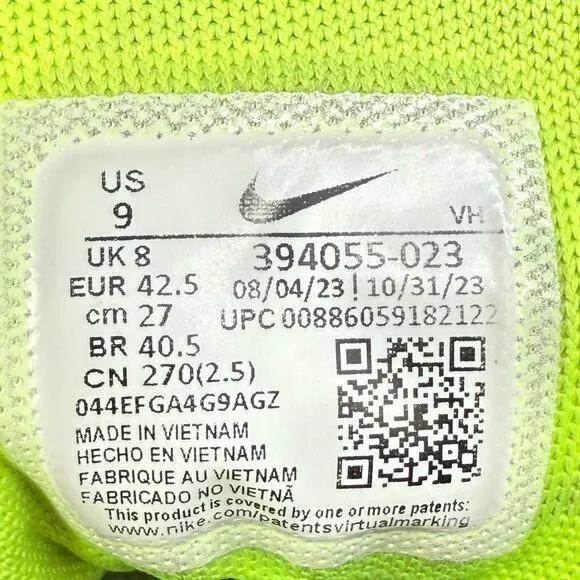 US
9
VH
UK 8
394055-023
EUR 42.5
08/04/23 ! 10/31/23
cm 27
UPC 00886059182122
BR 40.5
CN 270(2.5)
044EFGA4G9AGZ
MADE IN VIETNAM
HECHO EN VIETNAM
FABRIQUE AU VIETNAM
FABRICADO NO VIETNÃ
This product is covered by one or more patents:
www.nike.com/patentsvirtualmarking